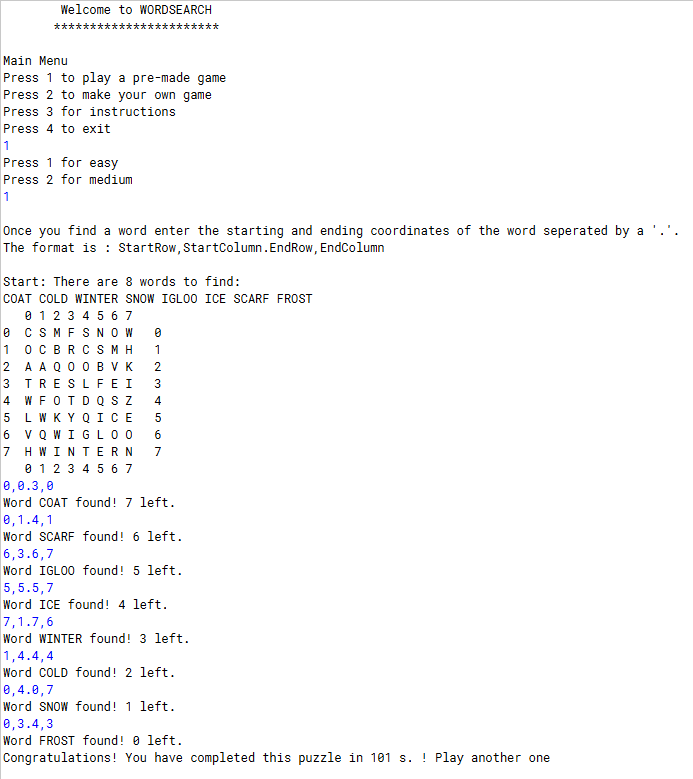 Welcome to WORDSEARCH
***********************
Main Menu
Press 1 to play a pre-made game
Press 2 to make your own game
Press 3 for instructions
Press 4 to exit
1
Press 1 for easy
Press 2 for medium
1
Once you find a word enter the starting and ending coordinates of the word seperated by a '.'.
The format is : StartRow,StartColumn.EndRow,EndColumn
Start: There are 8 words to find:
COAT COLD WINTER SNOW IGLOO ICE SCARF FROST
0 1 2 3 4 5 6 7
0 C S M F S N O W 0
1 O C B R C S M H 1
2 A A Q O O B V K 2
3 T R E S L F E I 3
4 W F O T D Q S Z 4
5 L W K Y Q I C E 5
6 V Q W I G L O O 6
7 H W I N T E R N 7
0 1 2 3 4 5 6 7
0,0.3,0
Word COAT found! 7 left.
0,1.4,1
Word SCARF found! 6 left.
6,3.6,7
Word IGLOO found! 5 left.
5,5.5,7
Word ICE found! 4 left.
7,1.7,6
Word WINTER found! 3 left.
1,4.4,4
Word COLD found! 2 left.
0,4.0,7
Word SNOW found! 1 left.
0,3.4,3
Word FROST found! 0 left.
Congratulations! You have completed this puzzle in 101 s. ! Play another one